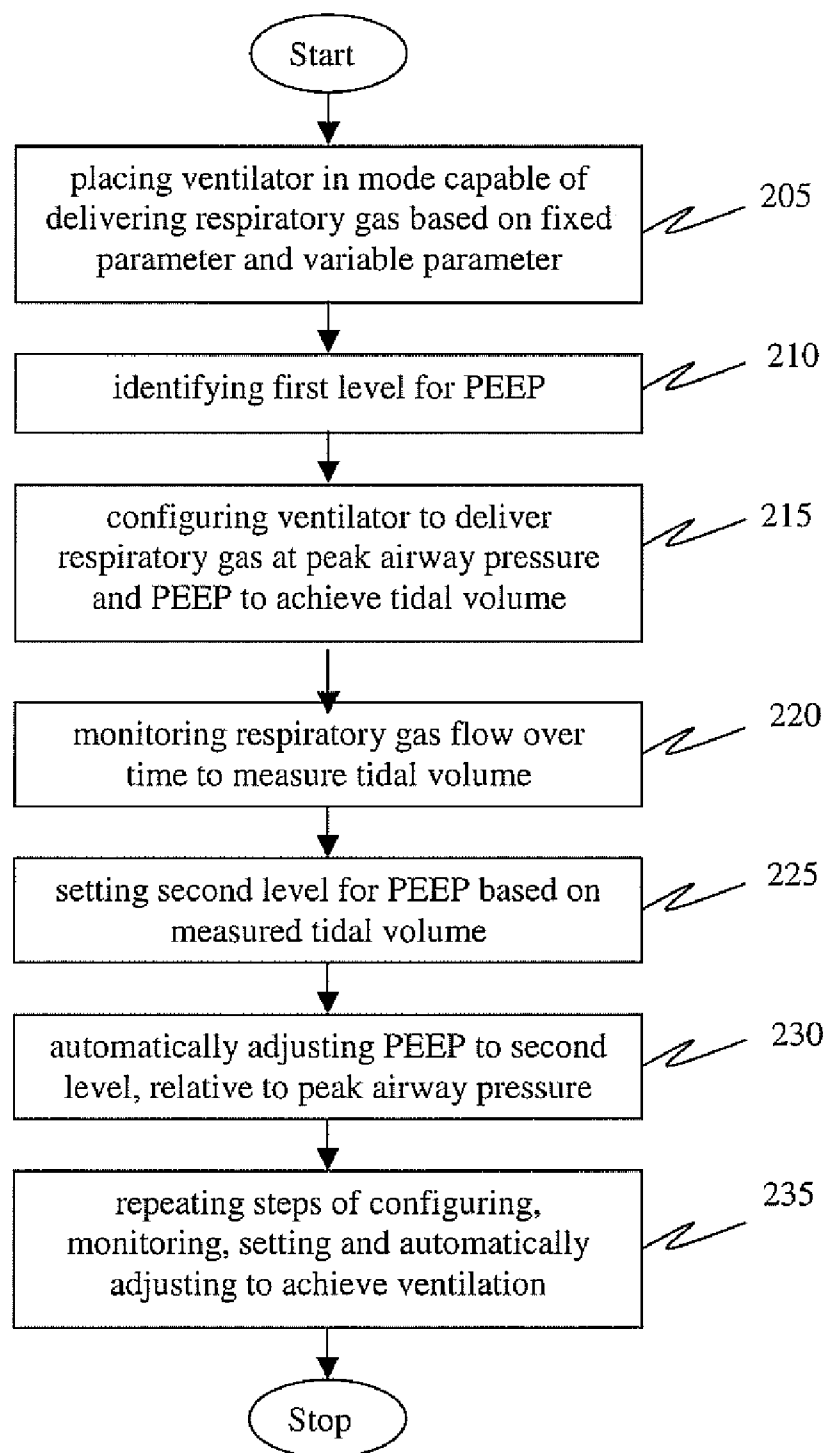 Start
placing ventilator in mode capable of
delivering respiratory gas based on fixed
parameter and variable parameter
205
identifying first level for PEEP
210
configuring ventilator to deliver
respiratory gas at peak airway pressure
and PEEP to achieve tidal volume
215
monitoring respiratory gas flow over
time to measure tidal volume
220
setting second level for PEEP based on
measured tidal volume
225
automatically adjusting PEEP to second
level, relative to peak airway pressure
230
repeating steps of configuring,
monitoring, setting and automatically
adjusting to achieve ventilation
235
Stop